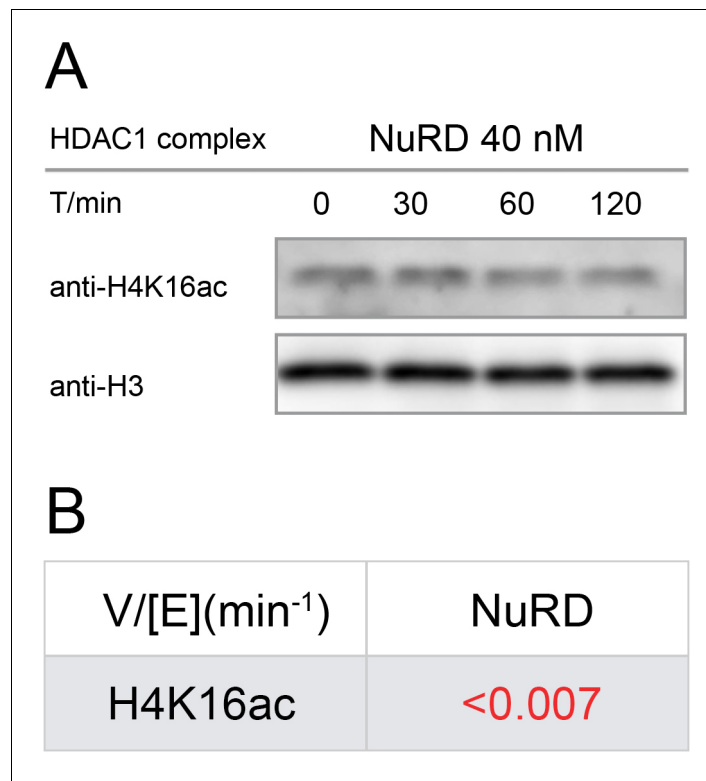 A
HDAC1 complex NuRD 40 nM
T/min 0 30 60 120
anti-H4K16ac
anti-H3
B
V/[E](min⁻¹) NuRD
H4K16ac <0.007